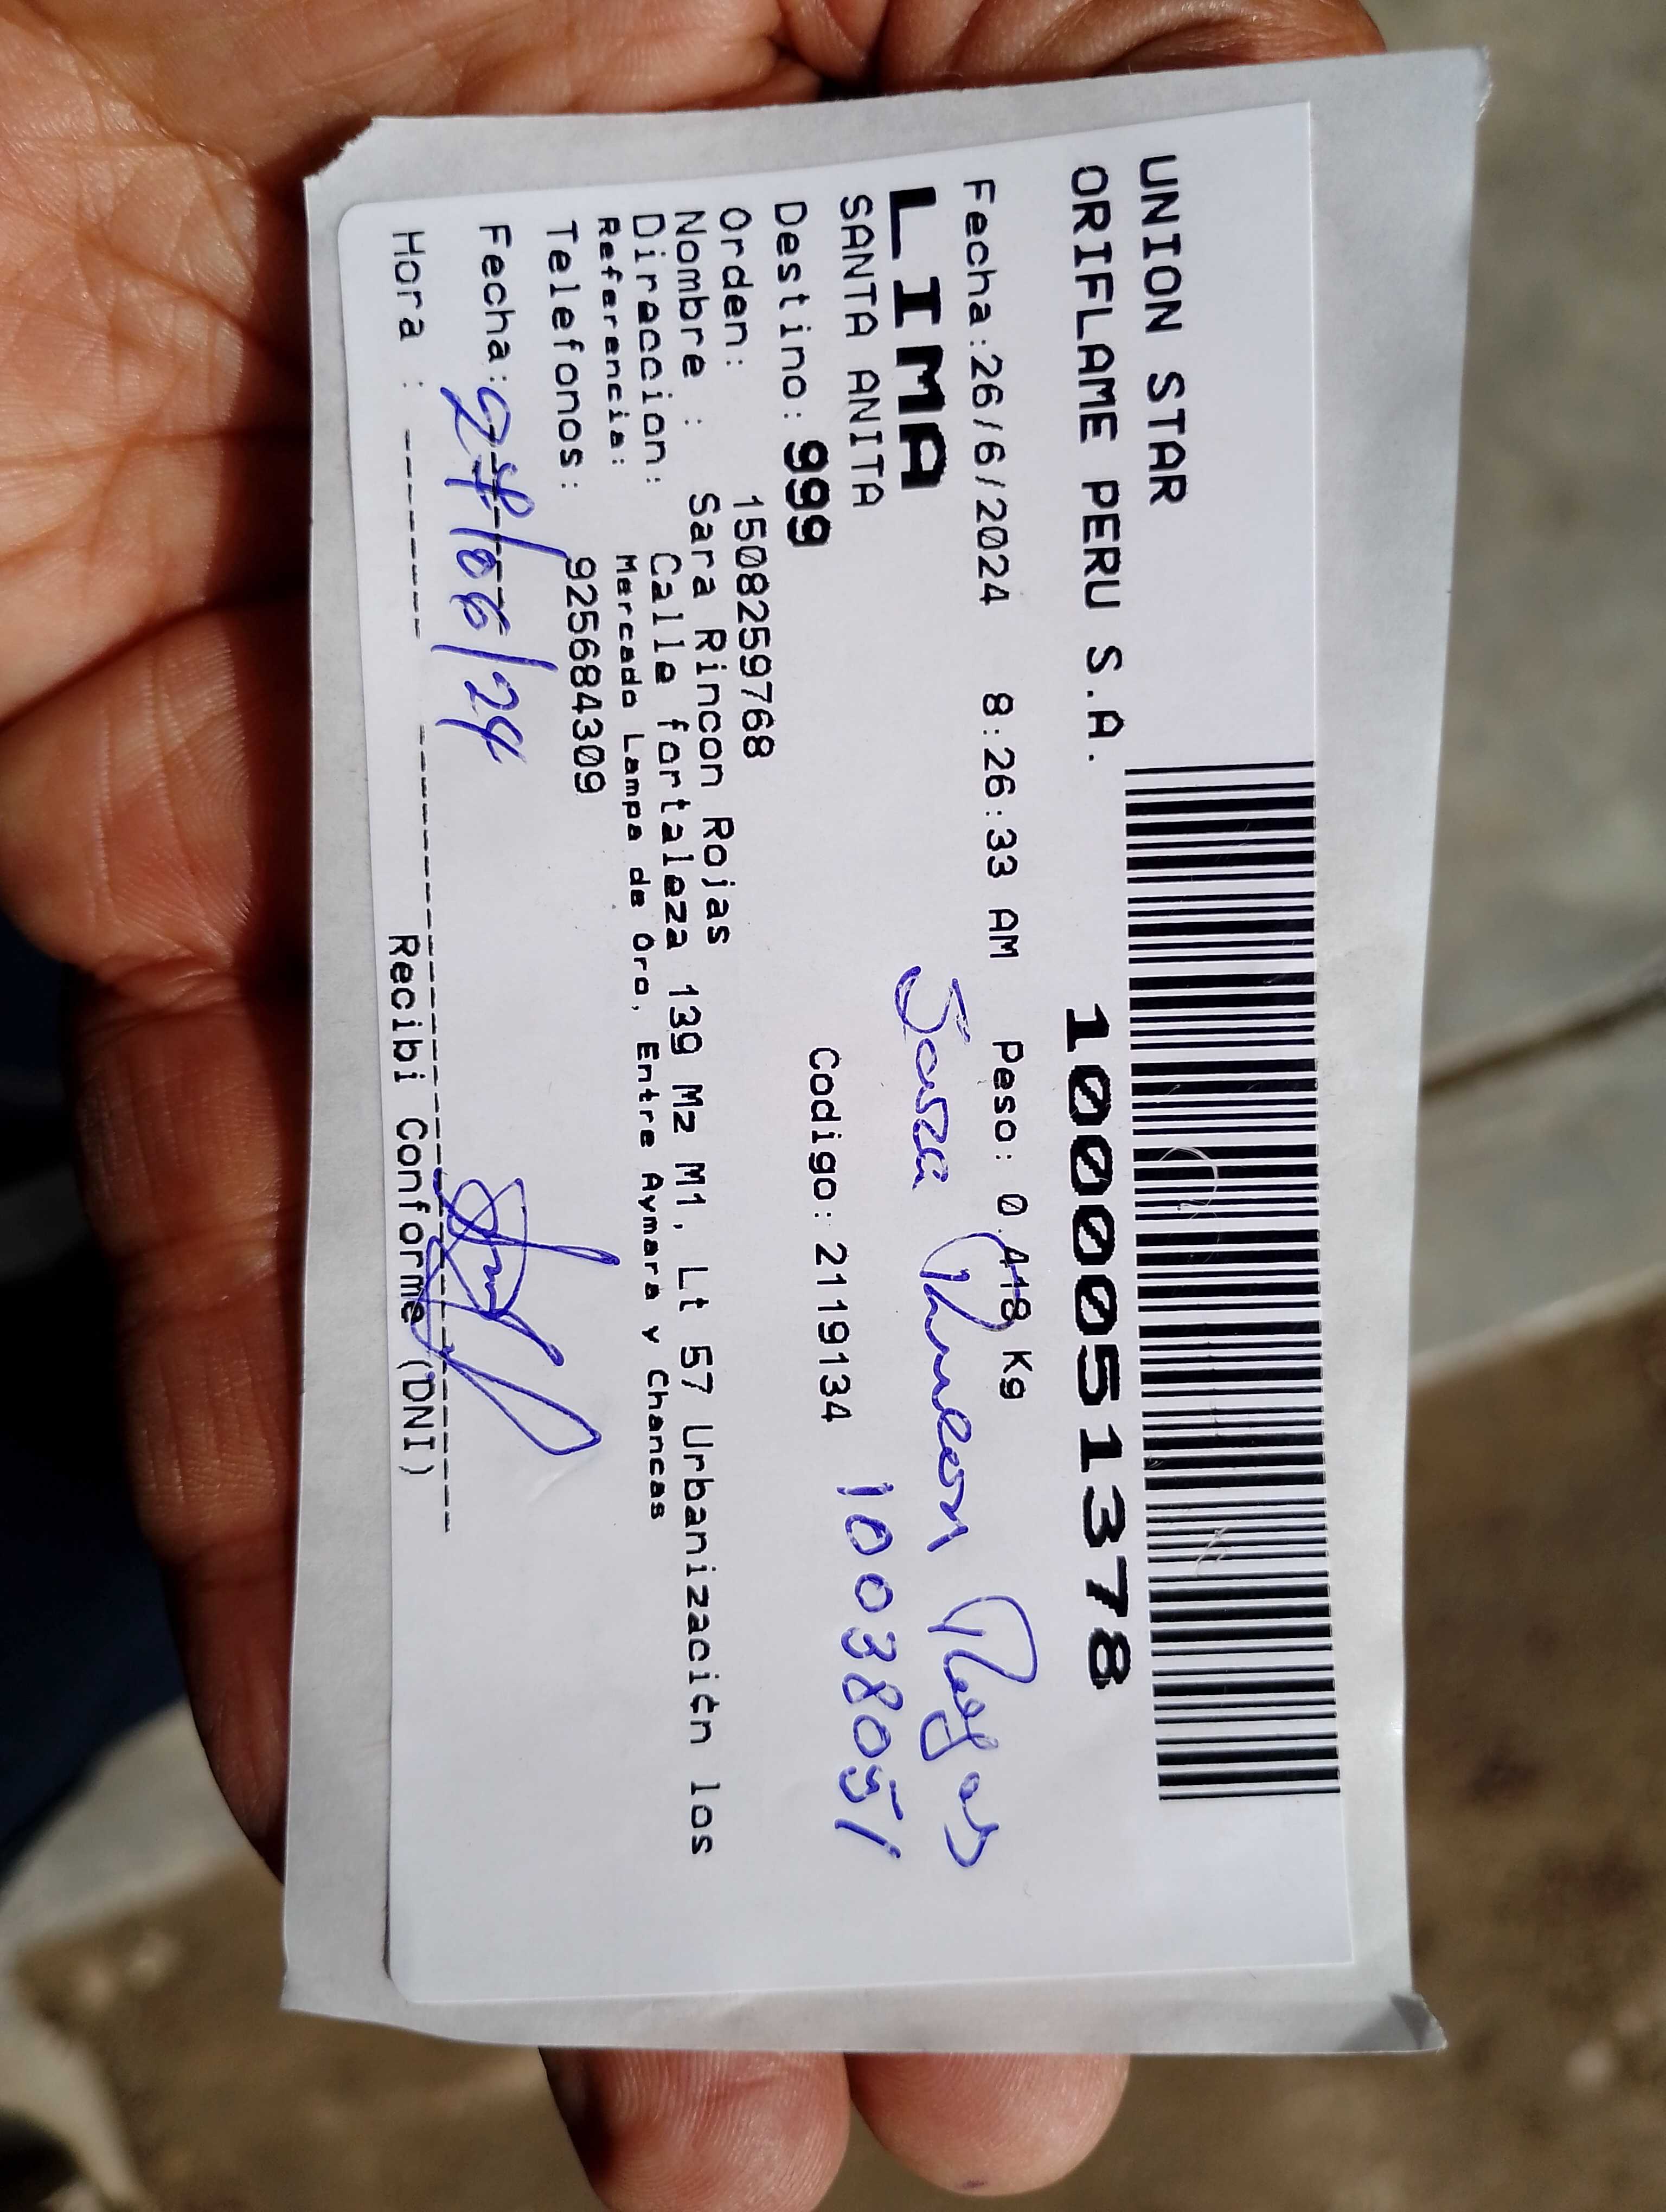 UNION STAR
ORIFLAME PERU S.A.
10000051378
Fecha:26/6/2024 8:26:33 AM Peso: 0.418 Kg
LIMA
SANTA ANITA
Sara Rincon Rojas
10038051
Destino: 999
Codigo: 2119134
Orden: 1508259768
Nombre : Sara Rincon Rojas
Direccion: Calle fortaleza 139 Mz M1, Lt 57 Urbanización los
Referencia: Mercado Lampa de Oro, Entre Aymara y Chancas
Telefonos: 925684309
Fecha: 27/06/24
Hora :
Recibi Conforme (DNI)